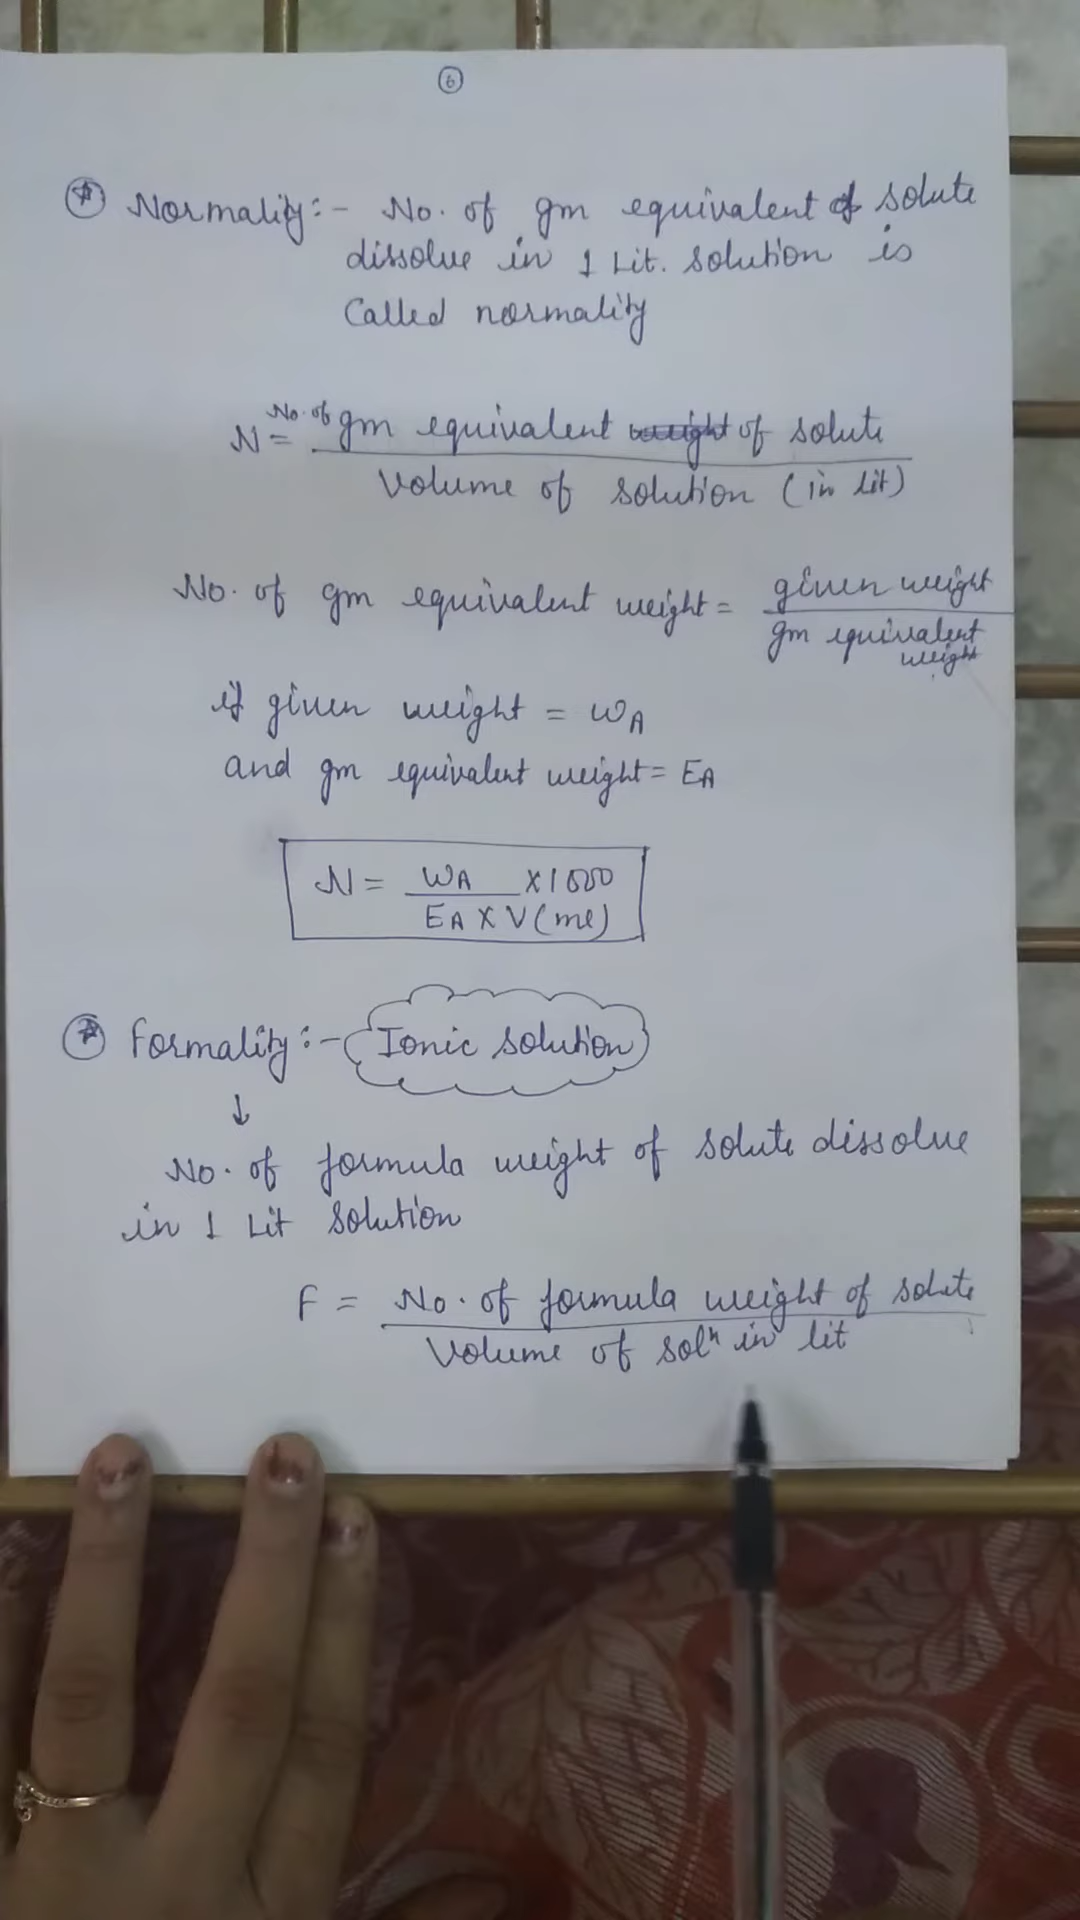 6
Normality:- No. of gm equivalent of solute
dissolve in 1 Lit. solution is
Called normality
N = No. of gm equivalent weight of solute
Volume of solution (in Lit)
No. of gm equivalent weight = given weight
gm equivalent
weight
if given weight = WA
and gm equivalent weight = EA
N = WA X1000
EA X V(ml)
Formality:- Ionic solution
↓
No. of formula weight of solute dissolve
in 1 Lit solution
F = No. of formula weight of solute
Volume of solⁿ in lit